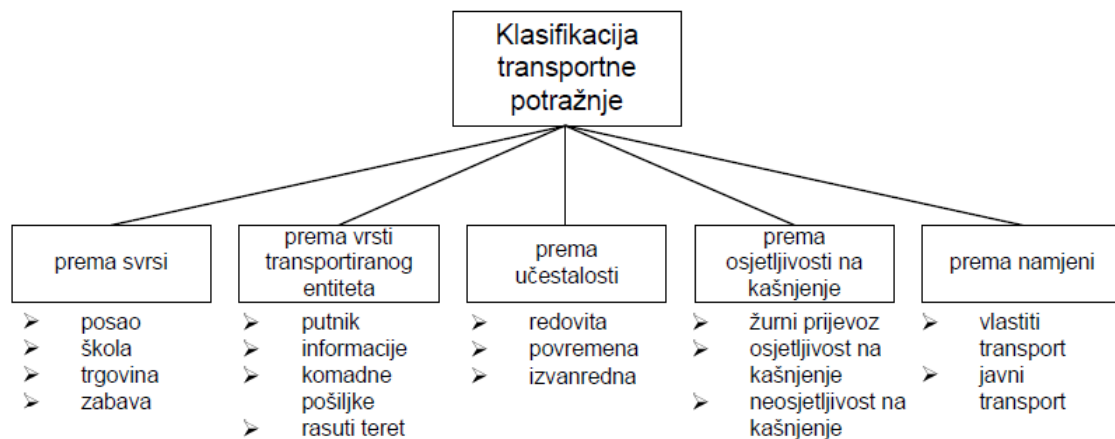 Klasifikacija
transportne
potražnje
prema svrsi
prema vrsti
transportiranog
entiteta
prema
učestalosti
prema
osjetljivosti na
kašnjenje
prema namjeni
➢ posao
➢ škola
➢ trgovina
➢ zabava
➢ putnik
➢ informacije
➢ komadne
pošiljke
➢ rasuti teret
➢ redovita
➢ povremena
➢ izvanredna
➢ žurni prijevoz
➢ osjetljivost na
kašnjenje
➢ neosjetljivost na
kašnjenje
➢ vlastiti
transport
➢ javni
transport